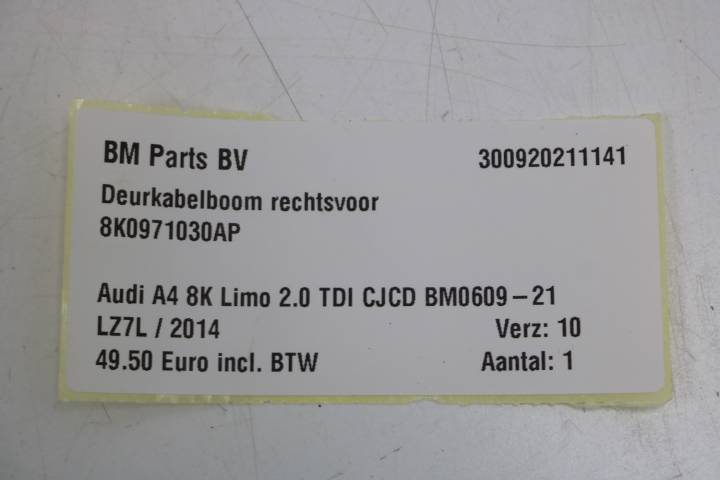 BM Parts BV 300920211141
Deurkabelboom rechtsvoor
8K0971030AP
Audi A4 8K Limo 2.0 TDI CJCD BM0609-21
LZ7L / 2014 Verz: 10
49.50 Euro incl. BTW Aantal: 1